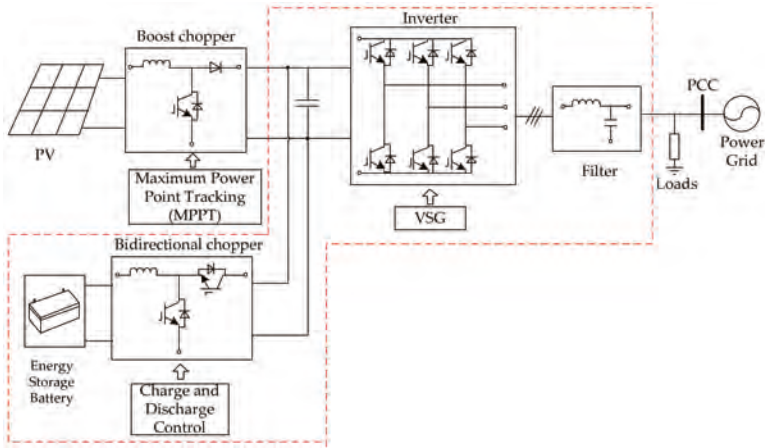 Boost chopper
Inverter
PV
Maximum Power
Point Tracking
(MPPT)
VSG
Filter
PCC
Loads
Power
Grid
Bidirectional chopper
Energy
Storage
Battery
Charge and
Discharge
Control